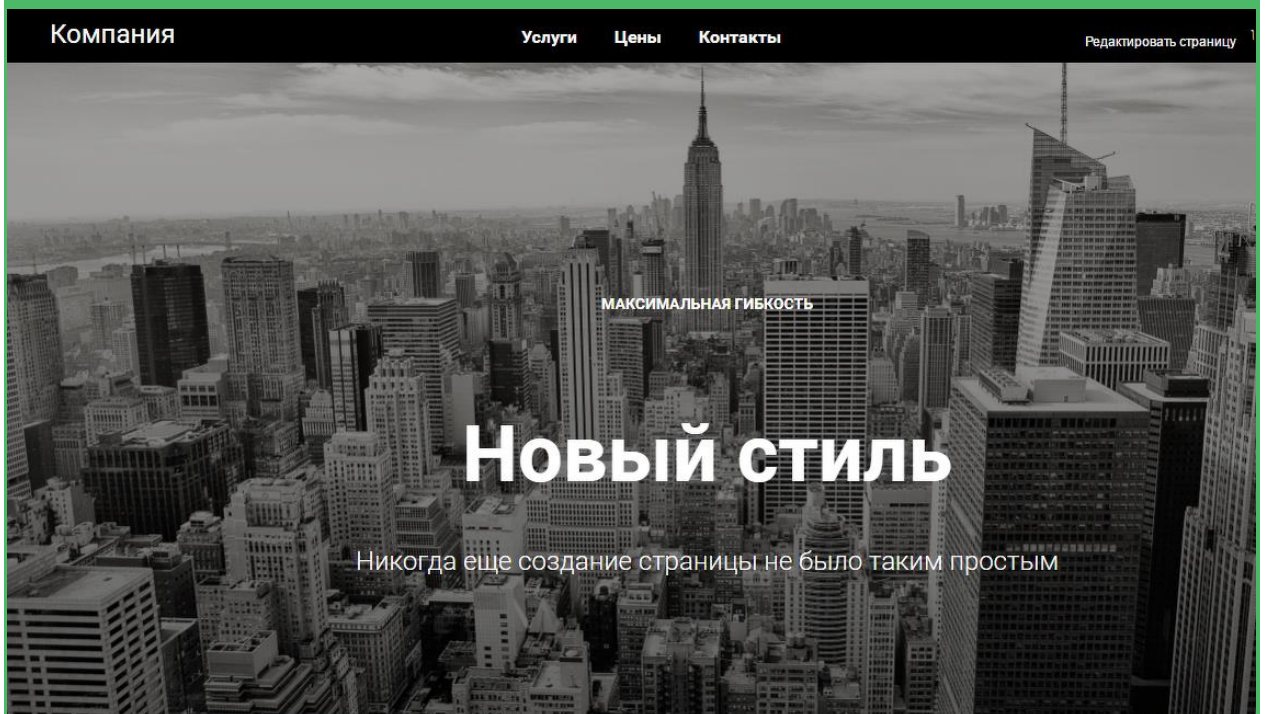 Компания
Услуги Цены Контакты
Редактировать страницу
МАКСИМАЛЬНАЯ ГИБКОСТЬ
Новый стиль
Никогда еще создание страницы не было таким простым